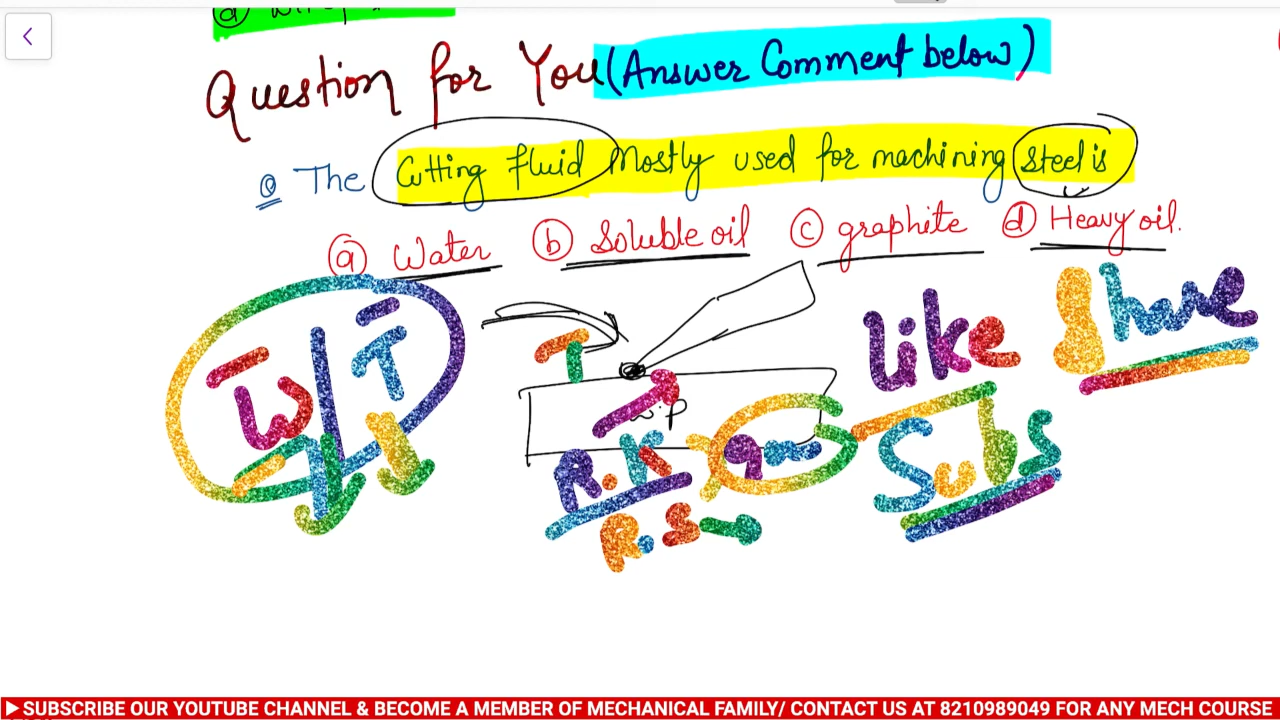 Question for You (Answer Comment below)
Q The Cutting fluid Mostly used for machining Steel is
(a) Water (b) Soluble oil (c) graphite (d) Heavy oil.
like Share
W/T T
w.p
R.K qm Subs
R.S
SUBSCRIBE OUR YOUTUBE CHANNEL & BECOME A MEMBER OF MECHANICAL FAMILY/ CONTACT US AT 8210989049 FOR ANY MECH COURSE